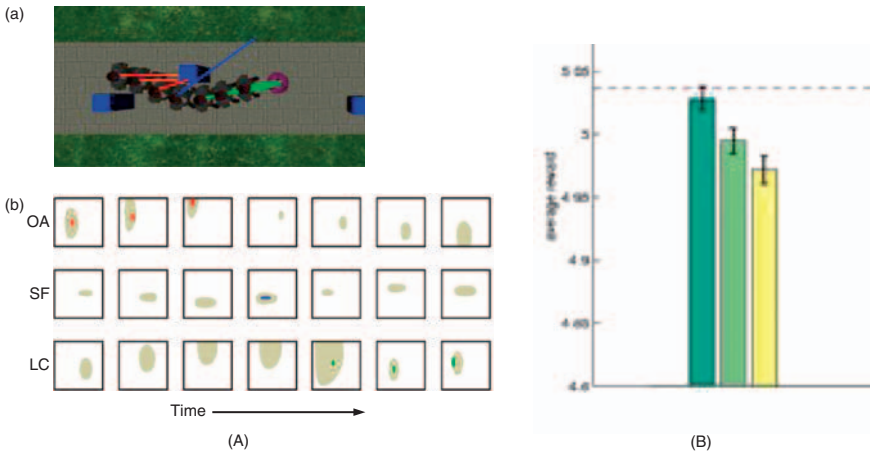 (a)
(b)
OA
SF
LC
Time
(A)
average reward
5.05
5
4.95
4.9
4.85
4.8
(B)